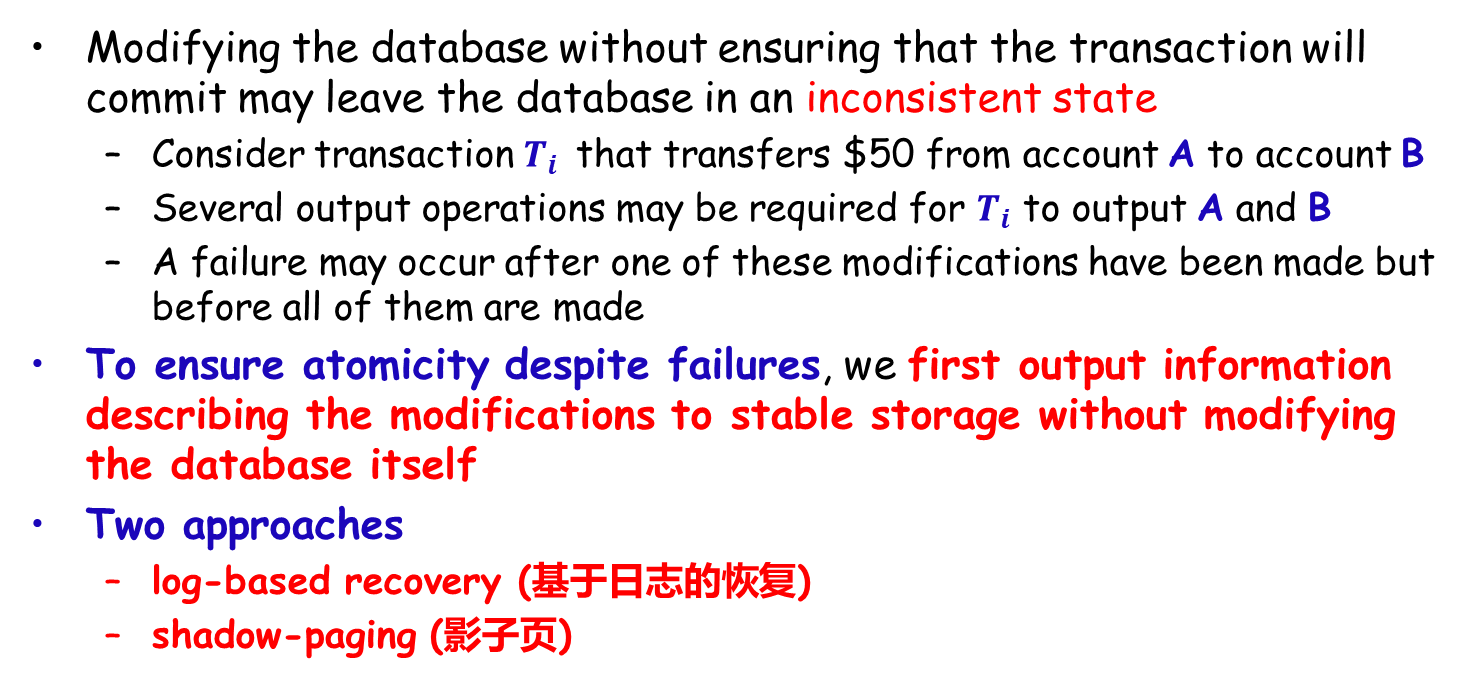 • Modifying the database without ensuring that the transaction will
commit may leave the database in an inconsistent state
– Consider transaction Ti that transfers $50 from account A to account B
– Several output operations may be required for Ti to output A and B
– A failure may occur after one of these modifications have been made but
before all of them are made
• To ensure atomicity despite failures, we first output information
describing the modifications to stable storage without modifying
the database itself
• Two approaches
– log-based recovery (基于日志的恢复)
– shadow-paging (影子页)